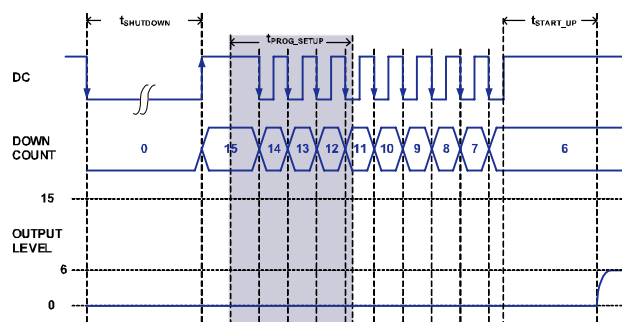 tSHUTDOWN
tSTART_UP
tPROG_SETUP
DC
DOWN
COUNT
0 15 14 13 12 11 10 9 8 7 6
15
OUTPUT
LEVEL
6
0